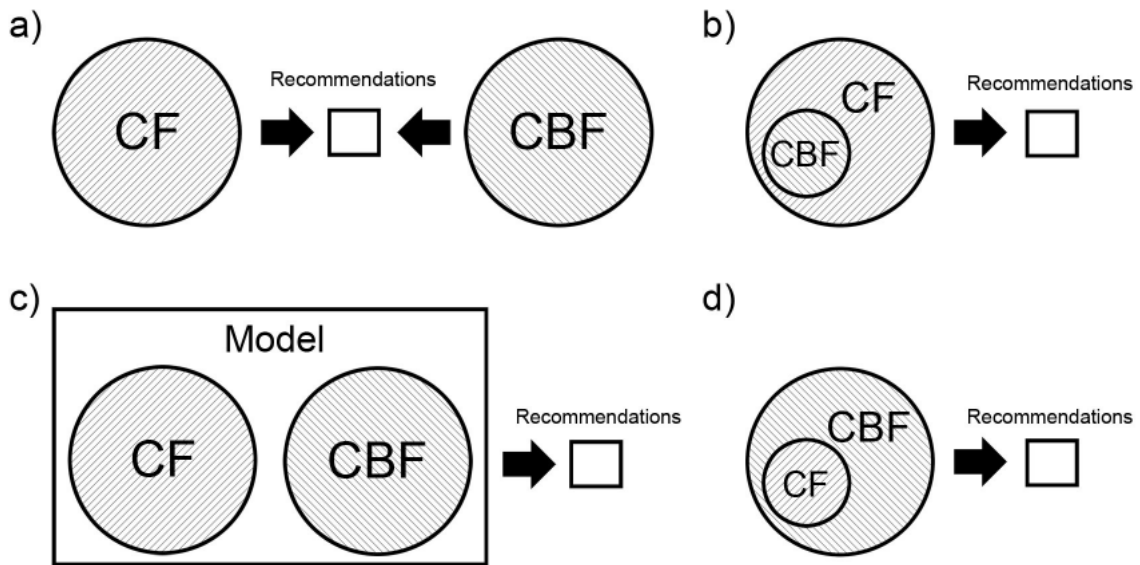 a)
CF
Recommendations
CBF
b)
CF
CBF
Recommendations
c)
Model
CF
CBF
Recommendations
d)
CBF
CF
Recommendations